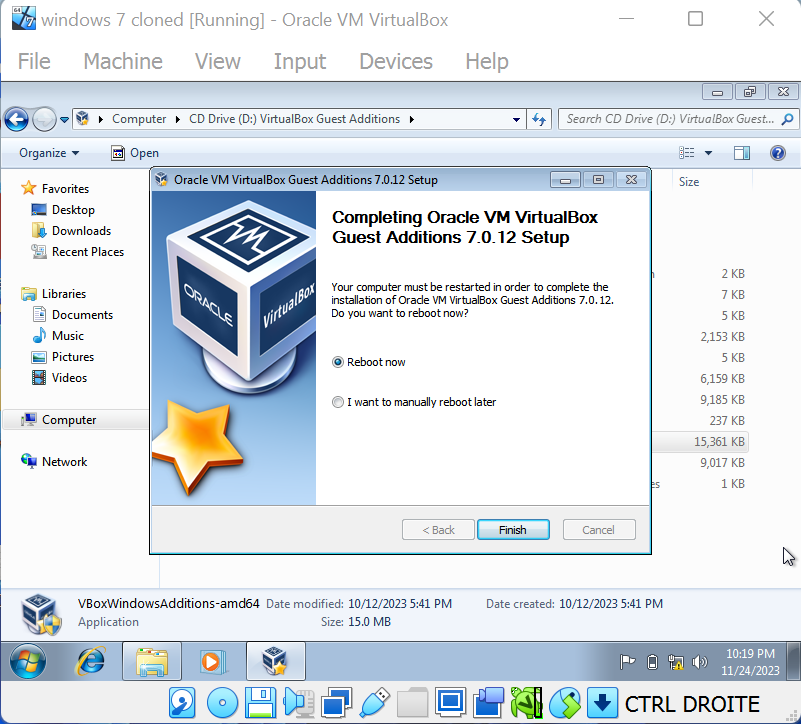 windows 7 cloned [Running] - Oracle VM VirtualBox
File Machine View Input Devices Help
Computer CD Drive (D:) VirtualBox Guest Additions
Search CD Drive (D:) VirtualBox Guest...
Organize Open
Favorites
Desktop
Downloads
Recent Places
Libraries
Documents
Music
Pictures
Videos
Computer
Network
Size
2 KB
7 KB
5 KB
2,153 KB
5 KB
6,159 KB
9,185 KB
237 KB
15,361 KB
9,017 KB
1 KB
Oracle VM VirtualBox Guest Additions 7.0.12 Setup
ORACLE
VirtualBox
Completing Oracle VM VirtualBox
Guest Additions 7.0.12 Setup
Your computer must be restarted in order to complete the
installation of Oracle VM VirtualBox Guest Additions 7.0.12.
Do you want to reboot now?
Reboot now
I want to manually reboot later
< Back Finish Cancel
VBoxWindowsAdditions-amd64 Date modified: 10/12/2023 5:41 PM Date created: 10/12/2023 5:41 PM
Application Size: 15.0 MB
10:19 PM
11/24/2023
CTRL DROITE